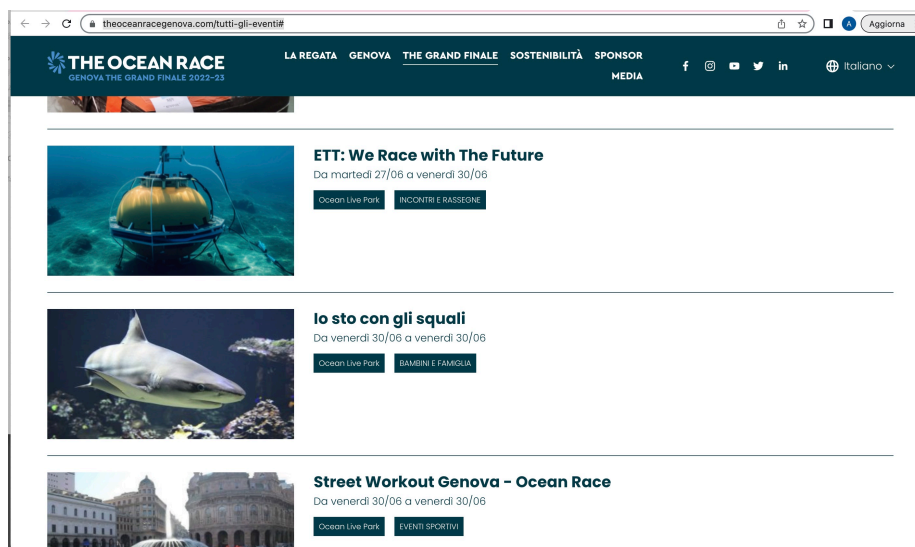 theoceanracegenova.com/tutti-gli-eventi#
A
Aggiorna
THE OCEAN RACE
GENOVA THE GRAND FINALE 2022-23
LA REGATA GENOVA THE GRAND FINALE SOSTENIBILITÀ SPONSOR
MEDIA
Italiano
ETT: We Race with The Future
Da martedì 27/06 a venerdì 30/06
Ocean Live Park INCONTRI E RASSEGNE
Io sto con gli squali
Da venerdì 30/06 a venerdì 30/06
Ocean Live Park BAMBINI E FAMIGLIA
Street Workout Genova - Ocean Race
Da venerdì 30/06 a venerdì 30/06
Ocean Live Park EVENTI SPORTIVI